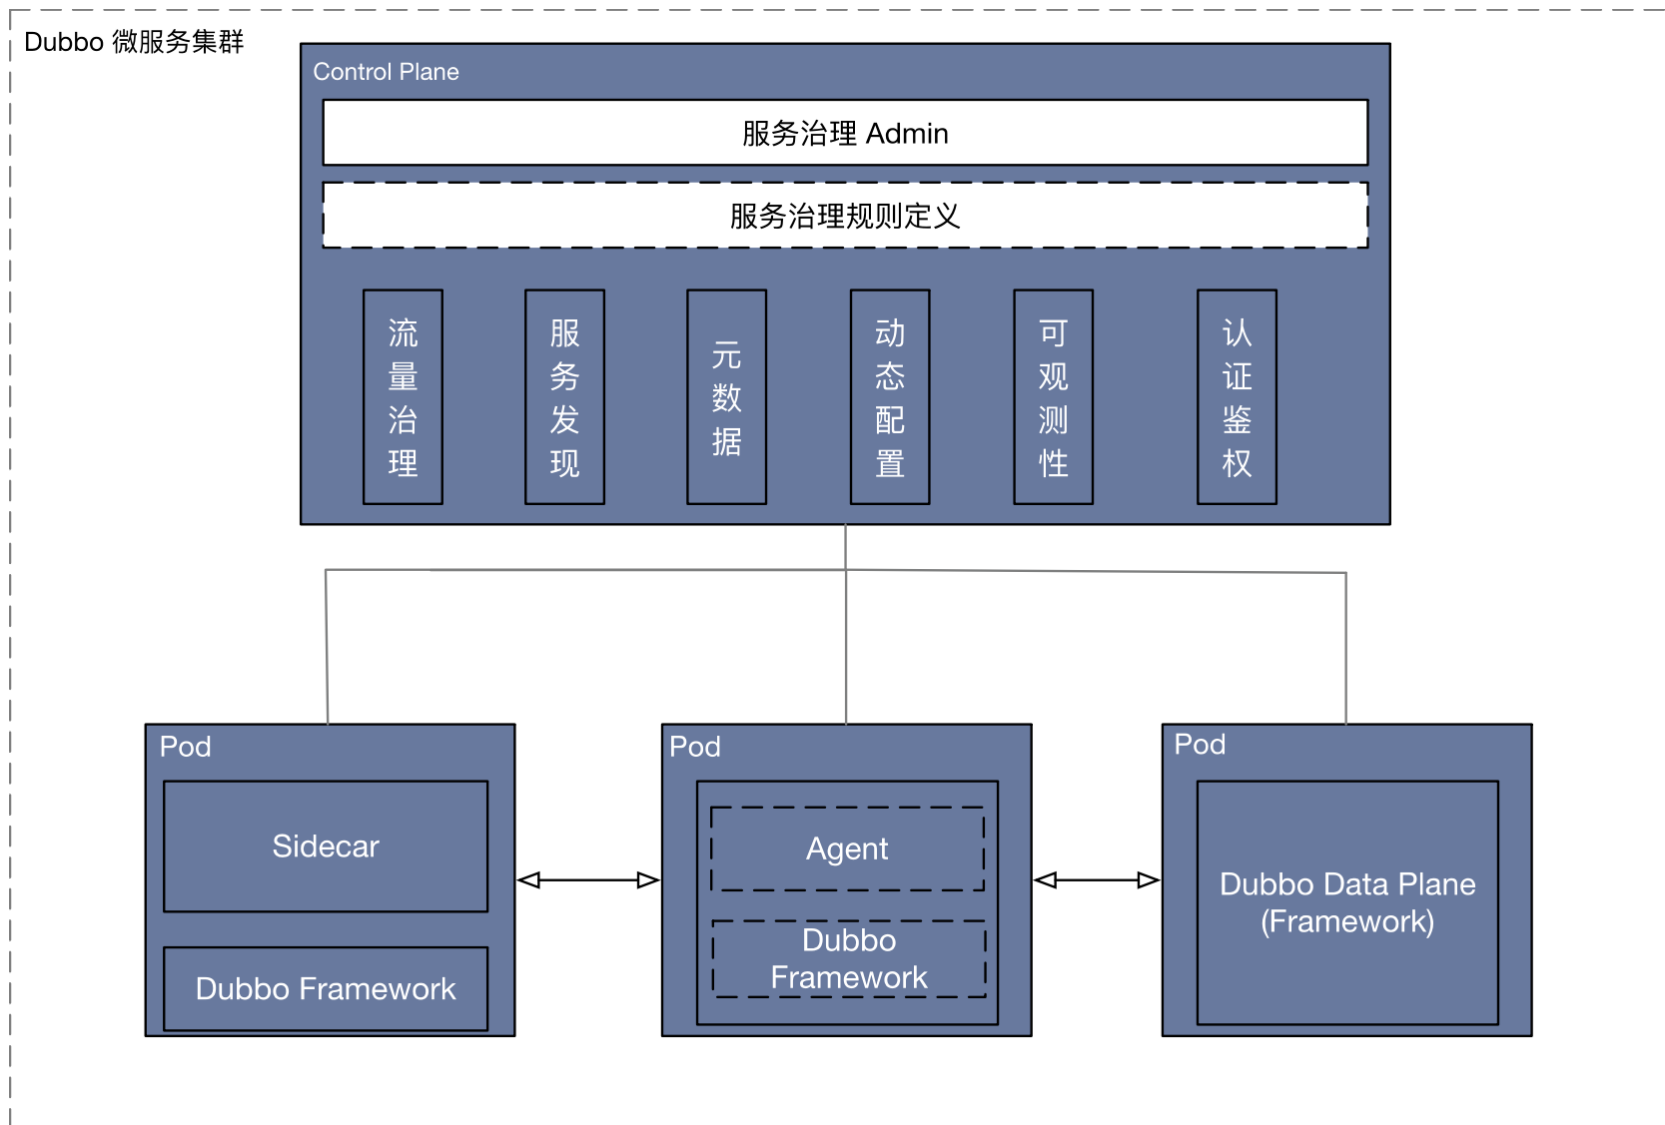 Dubbo 微服务集群
Control Plane
服务治理 Admin
服务治理规则定义
流量治理
服务发现
元数据
动态配置
可观测性
认证鉴权
Pod
Sidecar
Dubbo Framework
Pod
Agent
Dubbo
Framework
Pod
Dubbo Data Plane
(Framework)